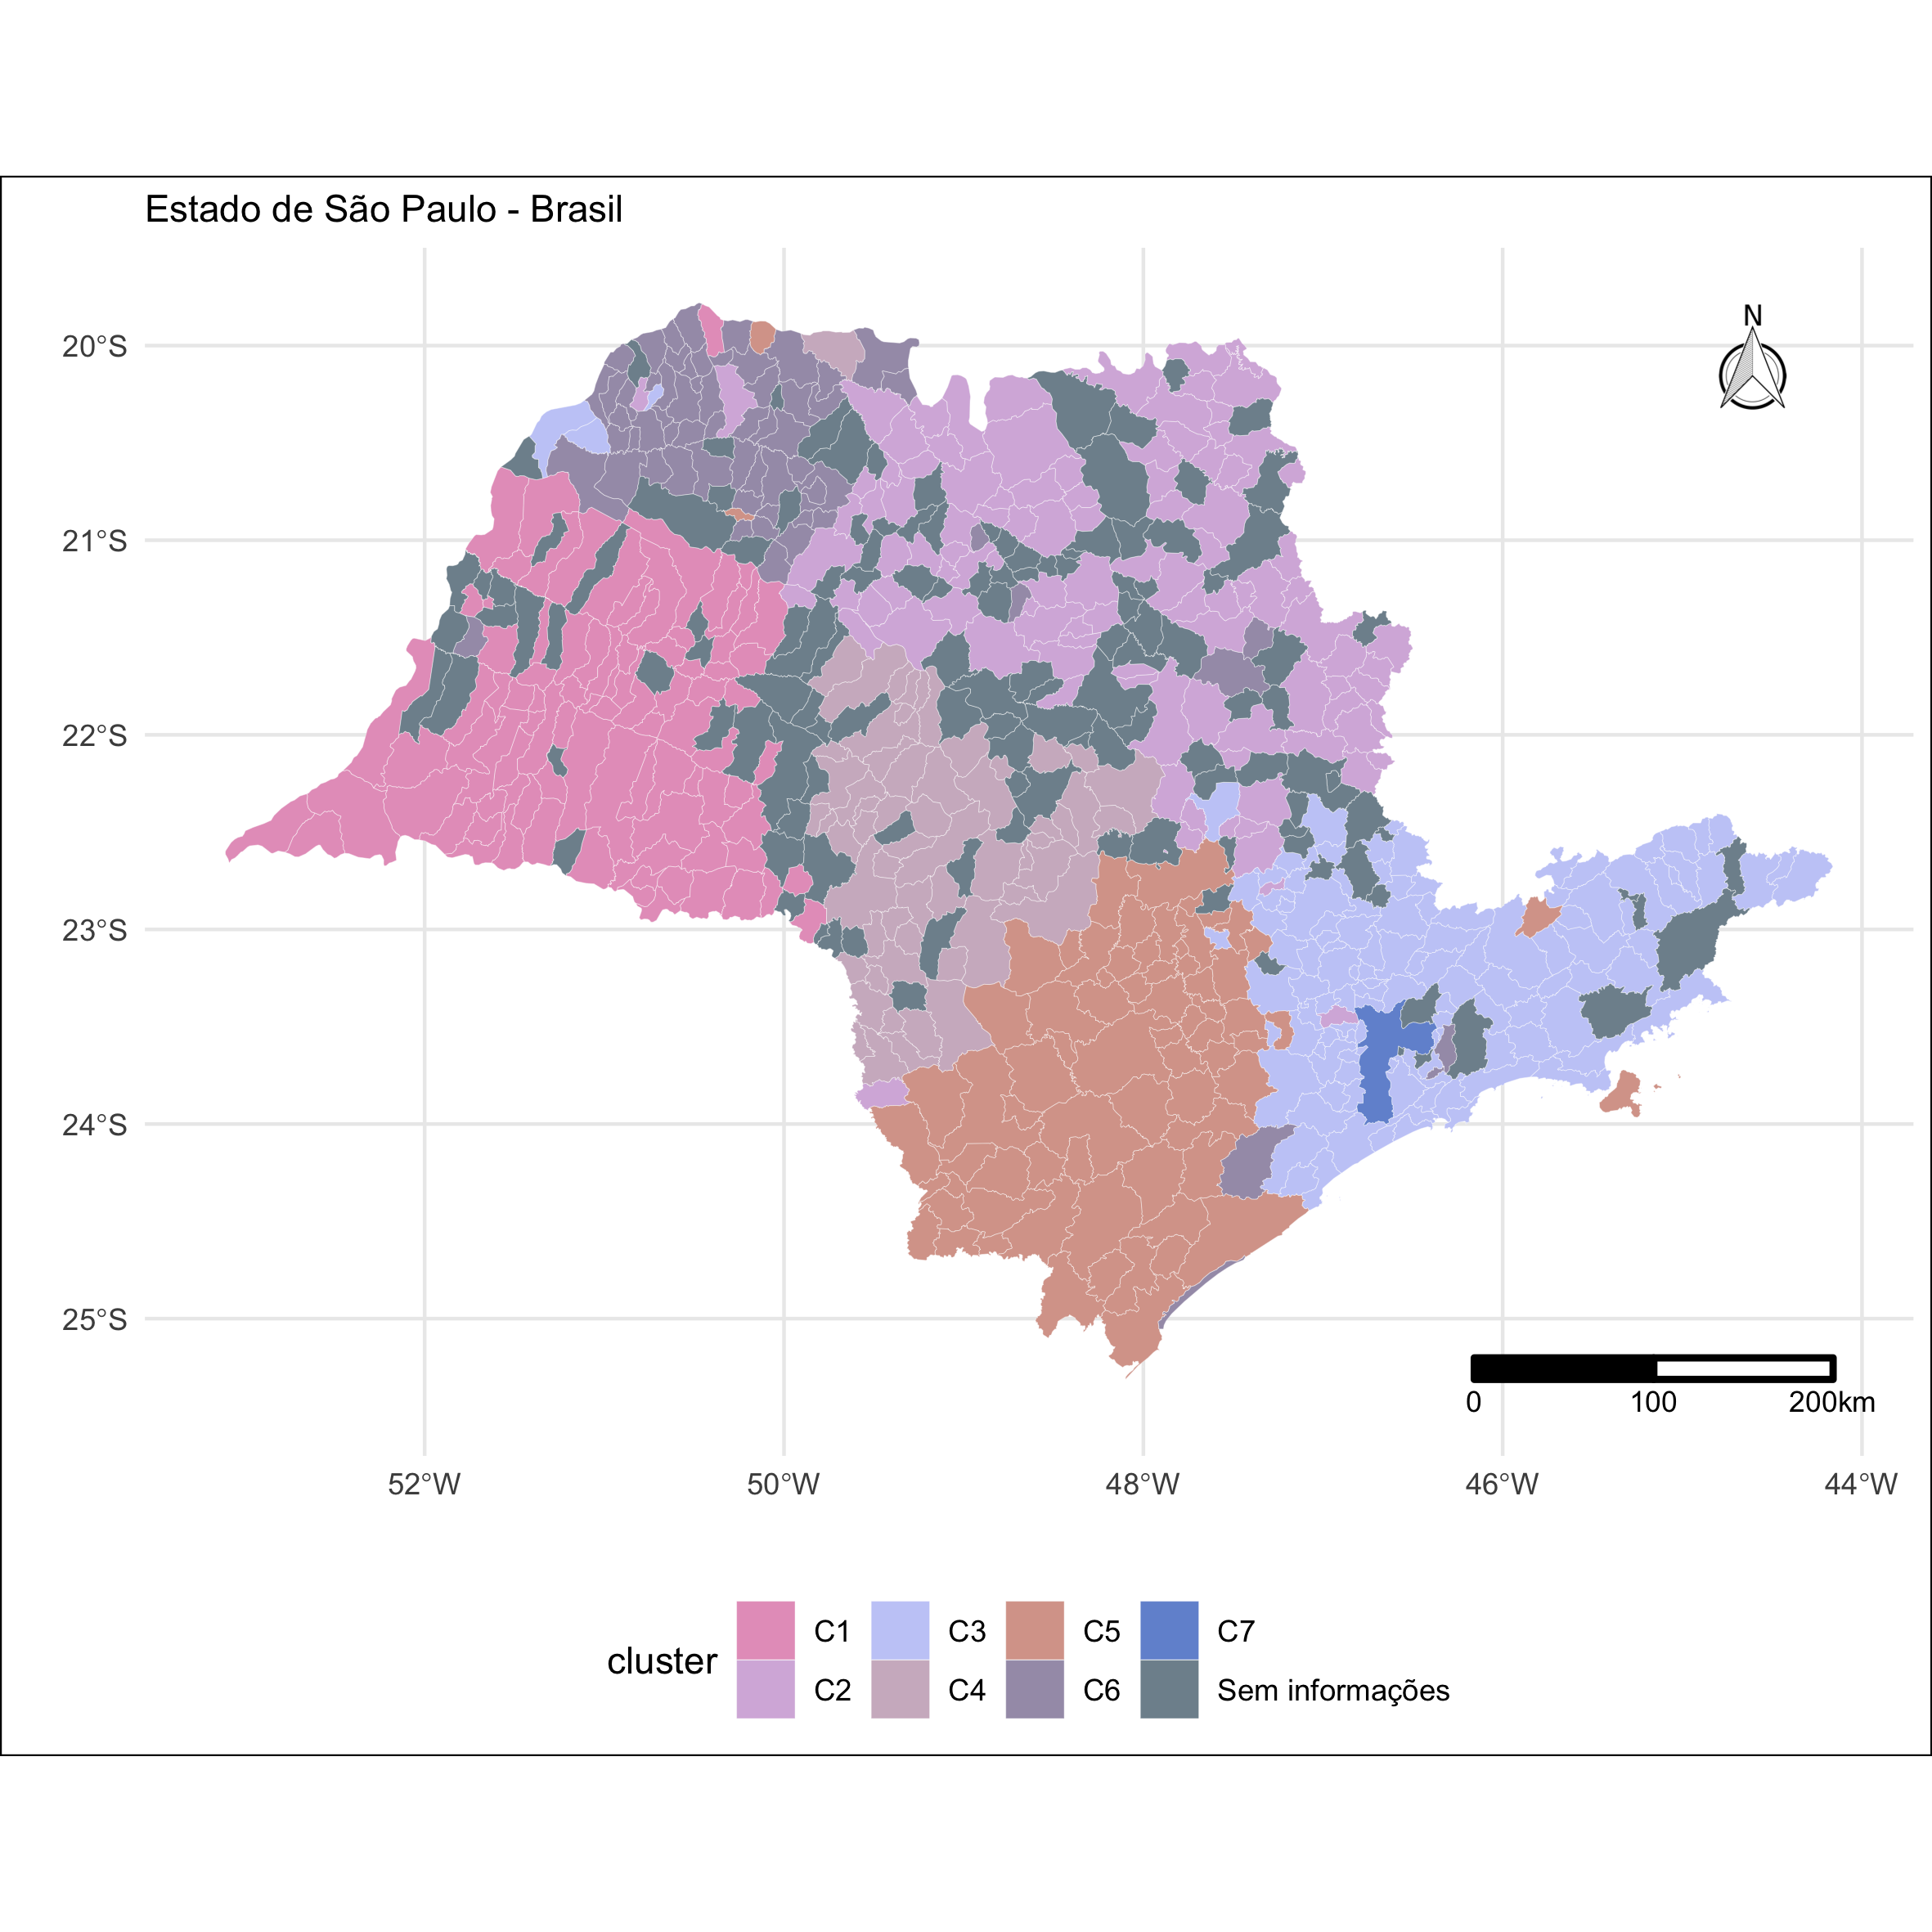 Estado de São Paulo - Brasil
N
20°S
21°S
22°S
23°S
24°S
25°S
0 100 200km
52°W 50°W 48°W 46°W 44°W
cluster
C1 C3 C5 C7
C2 C4 C6 Sem informações